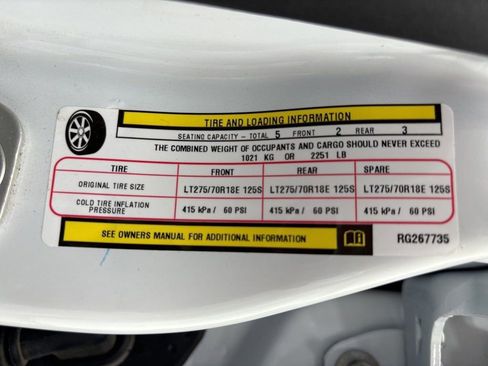 TIRE AND LOADING INFORMATION
SEATING CAPACITY - TOTAL 5 FRONT 2 REAR 3
THE COMBINED WEIGHT OF OCCUPANTS AND CARGO SHOULD NEVER EXCEED
1021 KG OR 2251 LB
TIRE FRONT REAR SPARE
ORIGINAL TIRE SIZE LT275/70R18E 125S LT275/70R18E 125S LT275/70R18E 125S
COLD TIRE INFLATION
PRESSURE 415 kPa / 60 PSI 415 kPa / 60 PSI 415 kPa / 60 PSI
SEE OWNERS MANUAL FOR ADDITIONAL INFORMATION RG267735